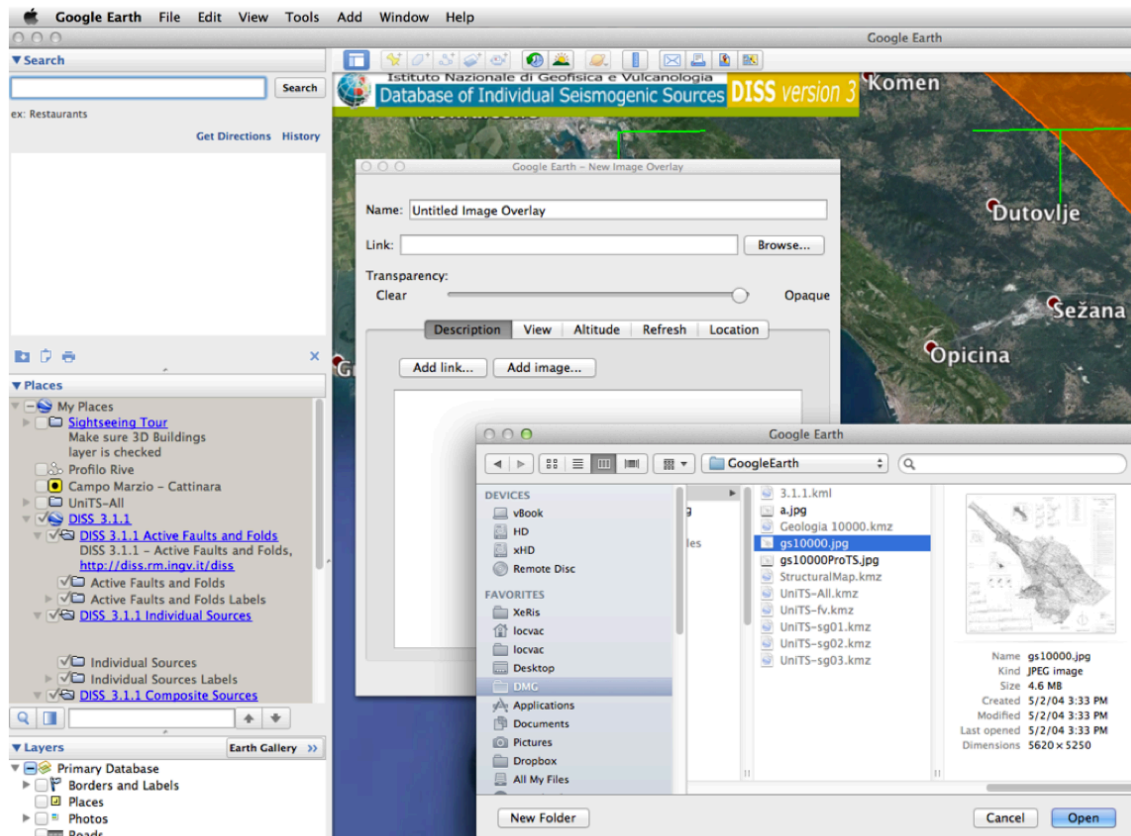 Google Earth File Edit View Tools Add Window Help
Google Earth
▼ Search
Search
ex: Restaurants
Get Directions History
Istituto Nazionale di Geofisica e Vulcanologia
Database of Individual Seismogenic Sources DISS version 3
Komen
Dutovlje
Sežana
Opicina
Google Earth – New Image Overlay
Name: Untitled Image Overlay
Link: Browse...
Transparency:
Clear Opaque
Description View Altitude Refresh Location
Add link... Add image...
▼ Places
My Places
Sightseeing Tour
Make sure 3D Buildings
layer is checked
Profilo Rive
Campo Marzio – Cattinara
UniTS-All
DISS 3.1.1
DISS 3.1.1 Active Faults and Folds
DISS 3.1.1 – Active Faults and Folds,
http://diss.rm.ingv.it/diss
Active Faults and Folds
Active Faults and Folds Labels
DISS 3.1.1 Individual Sources
Individual Sources
Individual Sources Labels
DISS 3.1.1 Composite Sources
▼ Layers
Earth Gallery >>
Primary Database
Borders and Labels
Places
Photos
Roads
Google Earth
GoogleEarth
DEVICES
vBook
HD
xHD
Remote Disc
FAVORITES
XeRis
locvac
locvac
Desktop
DMG
Applications
Documents
Pictures
Dropbox
All My Files
3.1.1.kml
a.jpg
Geologia 10000.kmz
gs10000.jpg
gs10000ProTS.jpg
StructuralMap.kmz
UniTS-All.kmz
UniTS-fv.kmz
UniTS-sg01.kmz
UniTS-sg02.kmz
UniTS-sg03.kmz
Name gs10000.jpg
Kind JPEG image
Size 4.6 MB
Created 5/2/04 3:33 PM
Modified 5/2/04 3:33 PM
Last opened 5/2/04 3:33 PM
Dimensions 5620 × 5250
New Folder Cancel Open